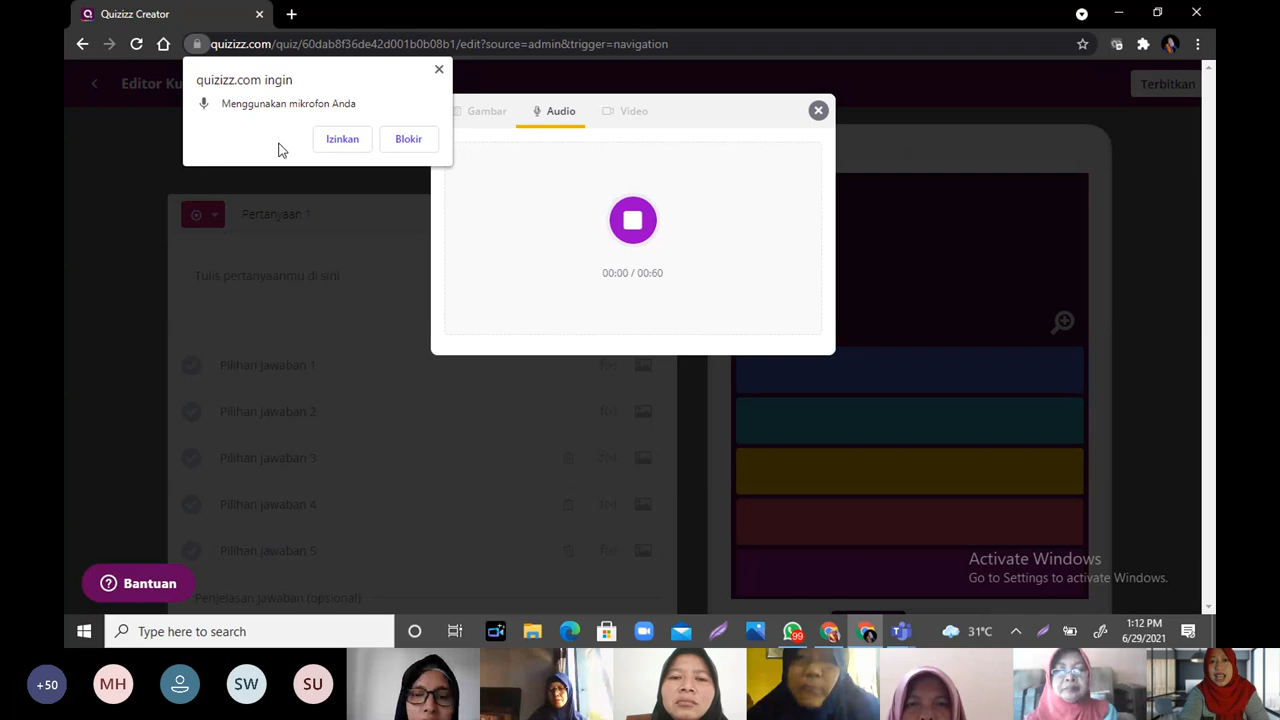 Quizizz Creator
quizizz.com/quiz/60dab8f36de42d001b0b08b1/edit?source=admin&trigger=navigation
quizizz.com ingin
Menggunakan mikrofon Anda
Izinkan
Blokir
Editor Ku
Terbitkan
Gambar
Audio
Video
00:00 / 00:60
Pertanyaan 1
Tulis pertanyaanmu di sini
Pilihan jawaban 1
f(x)
Pilihan jawaban 2
f(x)
Pilihan jawaban 3
f(x)
Pilihan jawaban 4
f(x)
Pilihan jawaban 5
f(x)
Penjelasan jawaban (opsional)
Bantuan
Activate Windows
Go to Settings to activate Windows.
Type here to search
99
31°C
1:12 PM
6/29/2021
+50
MH
SW
SU